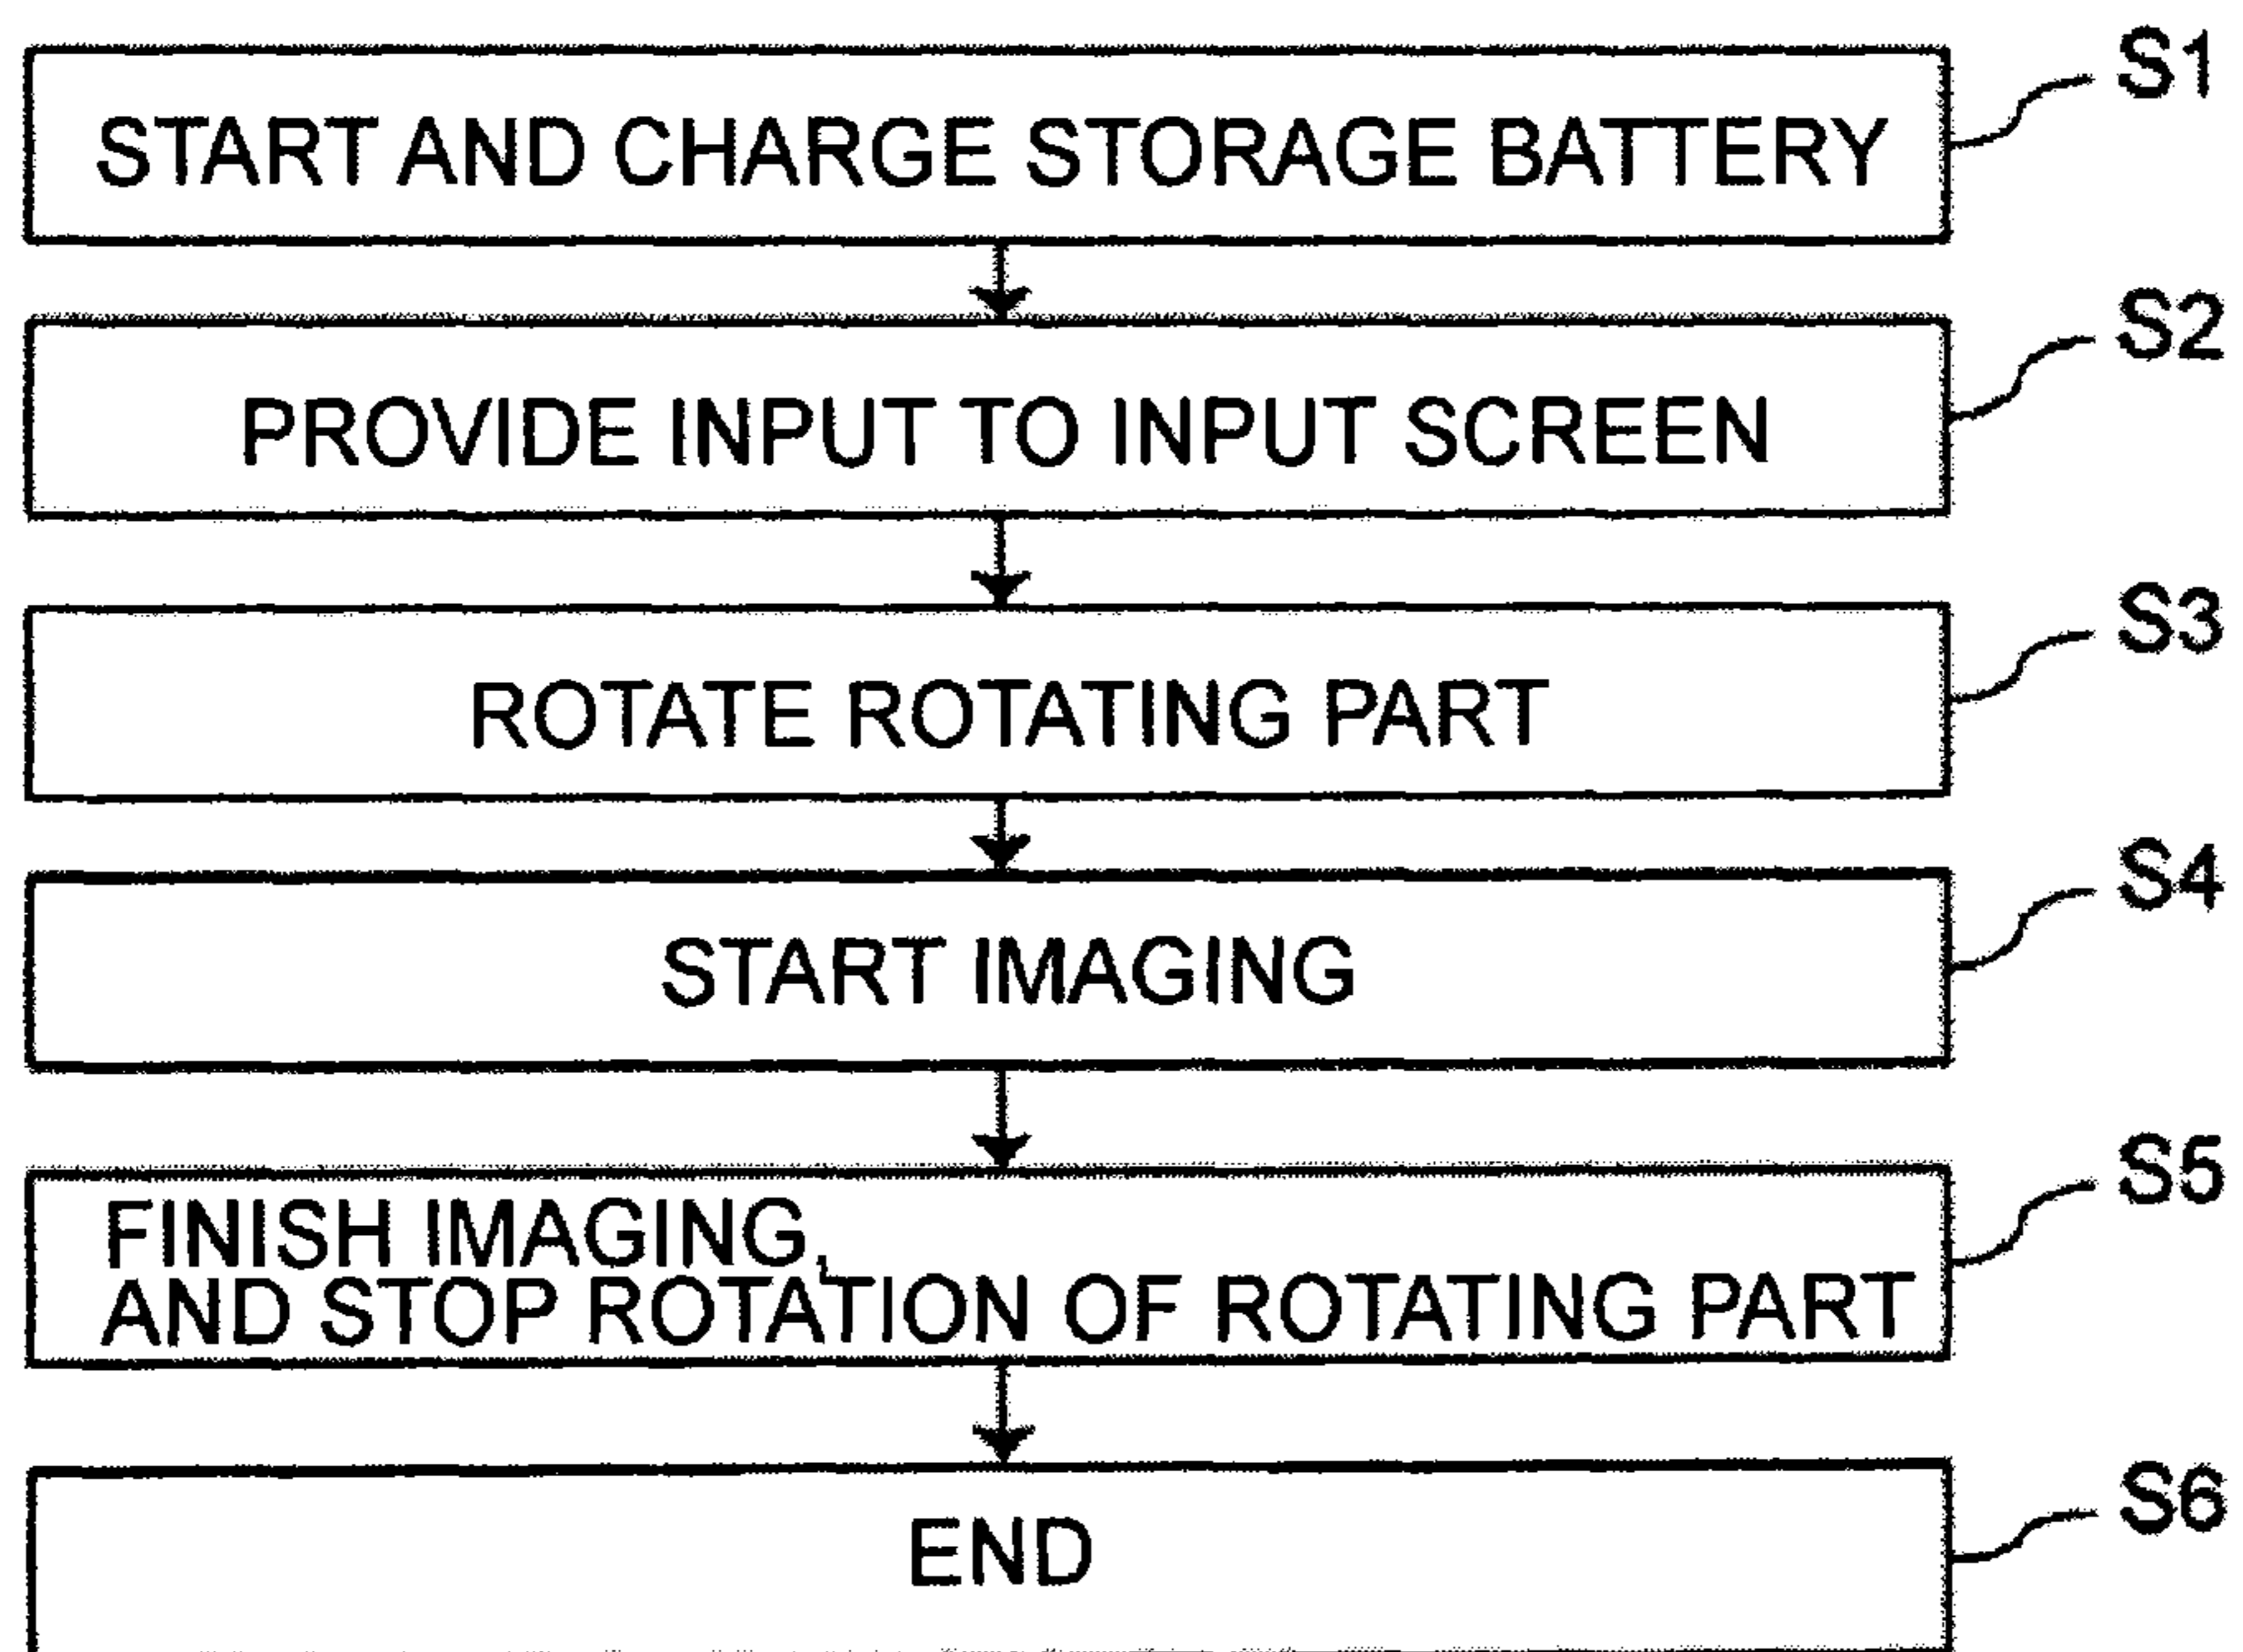 S1
START AND CHARGE STORAGE BATTERY
S2
PROVIDE INPUT TO INPUT SCREEN
S3
ROTATE ROTATING PART
S4
START IMAGING
S5
FINISH IMAGING,
AND STOP ROTATION OF ROTATING PART
S6
END